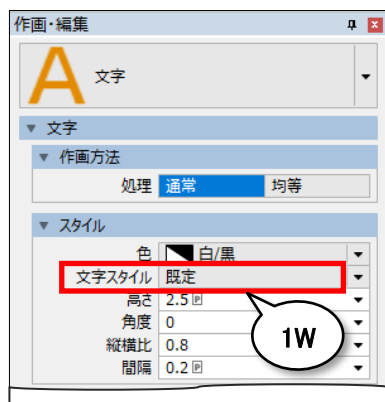 作画・編集
A 文字
文字
作画方法
処理 通常 均等
スタイル
色 白/黒
文字スタイル 既定
高さ 2.5 P
角度 0
縦横比 0.8
間隔 0.2 P
1W